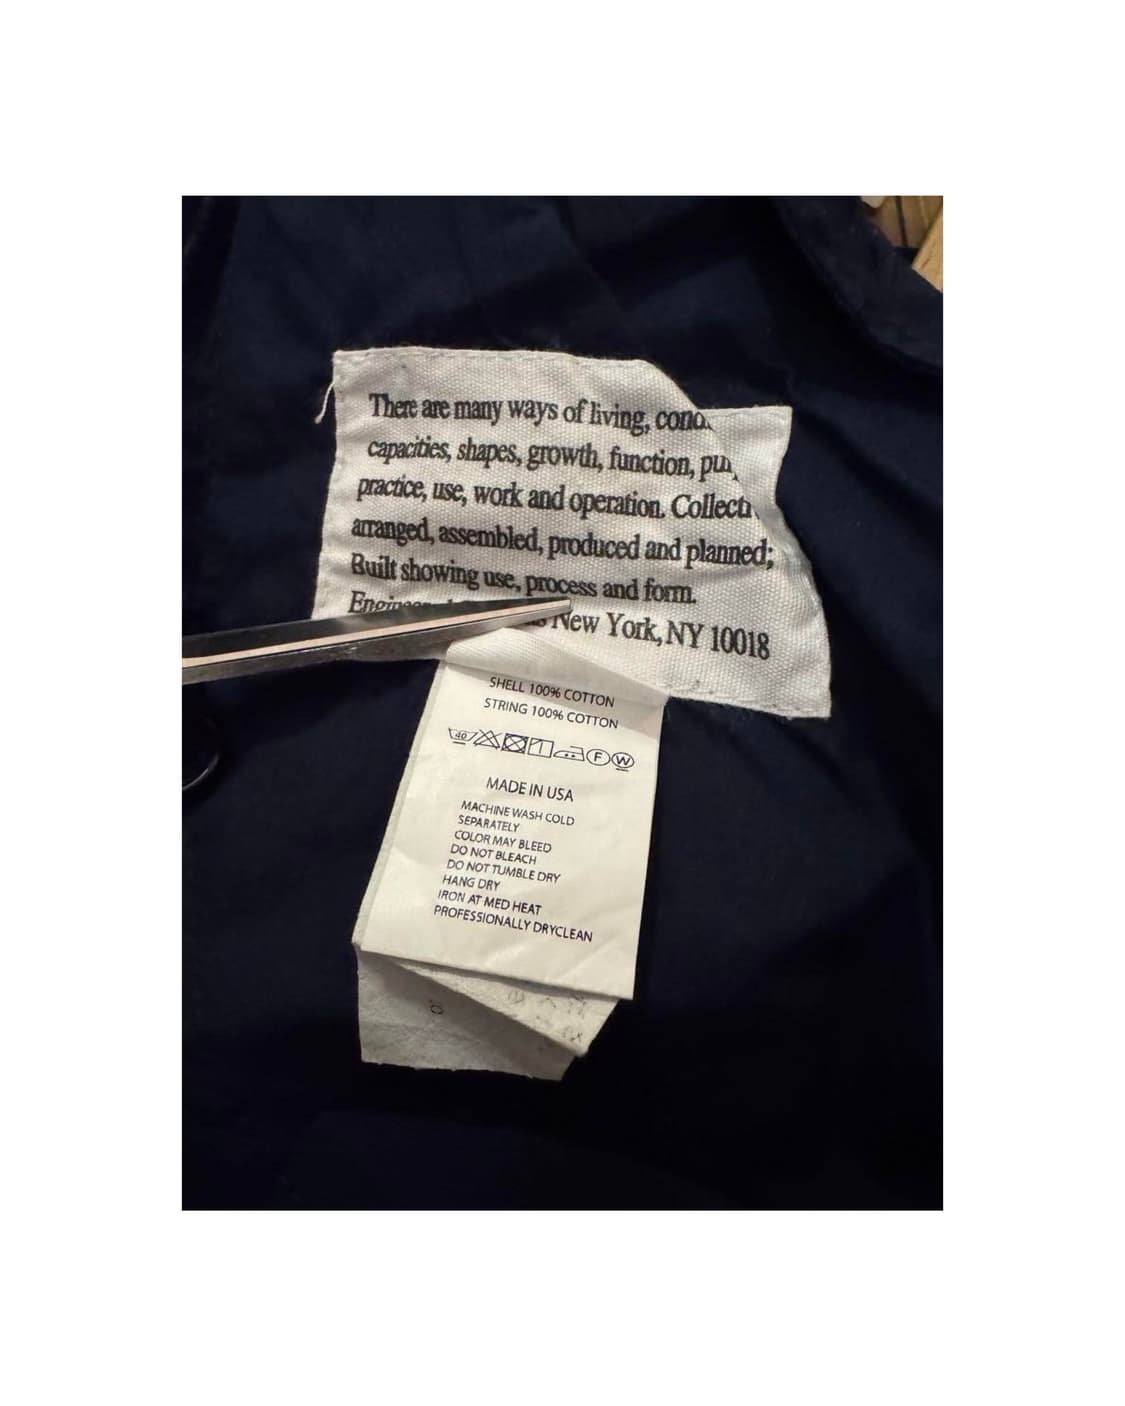 There are many ways of living,
capacities, shapes, growth, function,
practice, use, work and operation.
arranged, assembled, produced and planned;
Built showing use, process and form.
New York, NY 10018
SHELL 100% COTTON
STRING 100% COTTON
40 F W
MADE IN USA
MACHINE WASH COLD
SEPARATELY
COLOR MAY BLEED
DO NOT BLEACH
DO NOT TUMBLE DRY
HANG DRY
IRON AT MED HEAT
PROFESSIONALLY DRYCLEAN